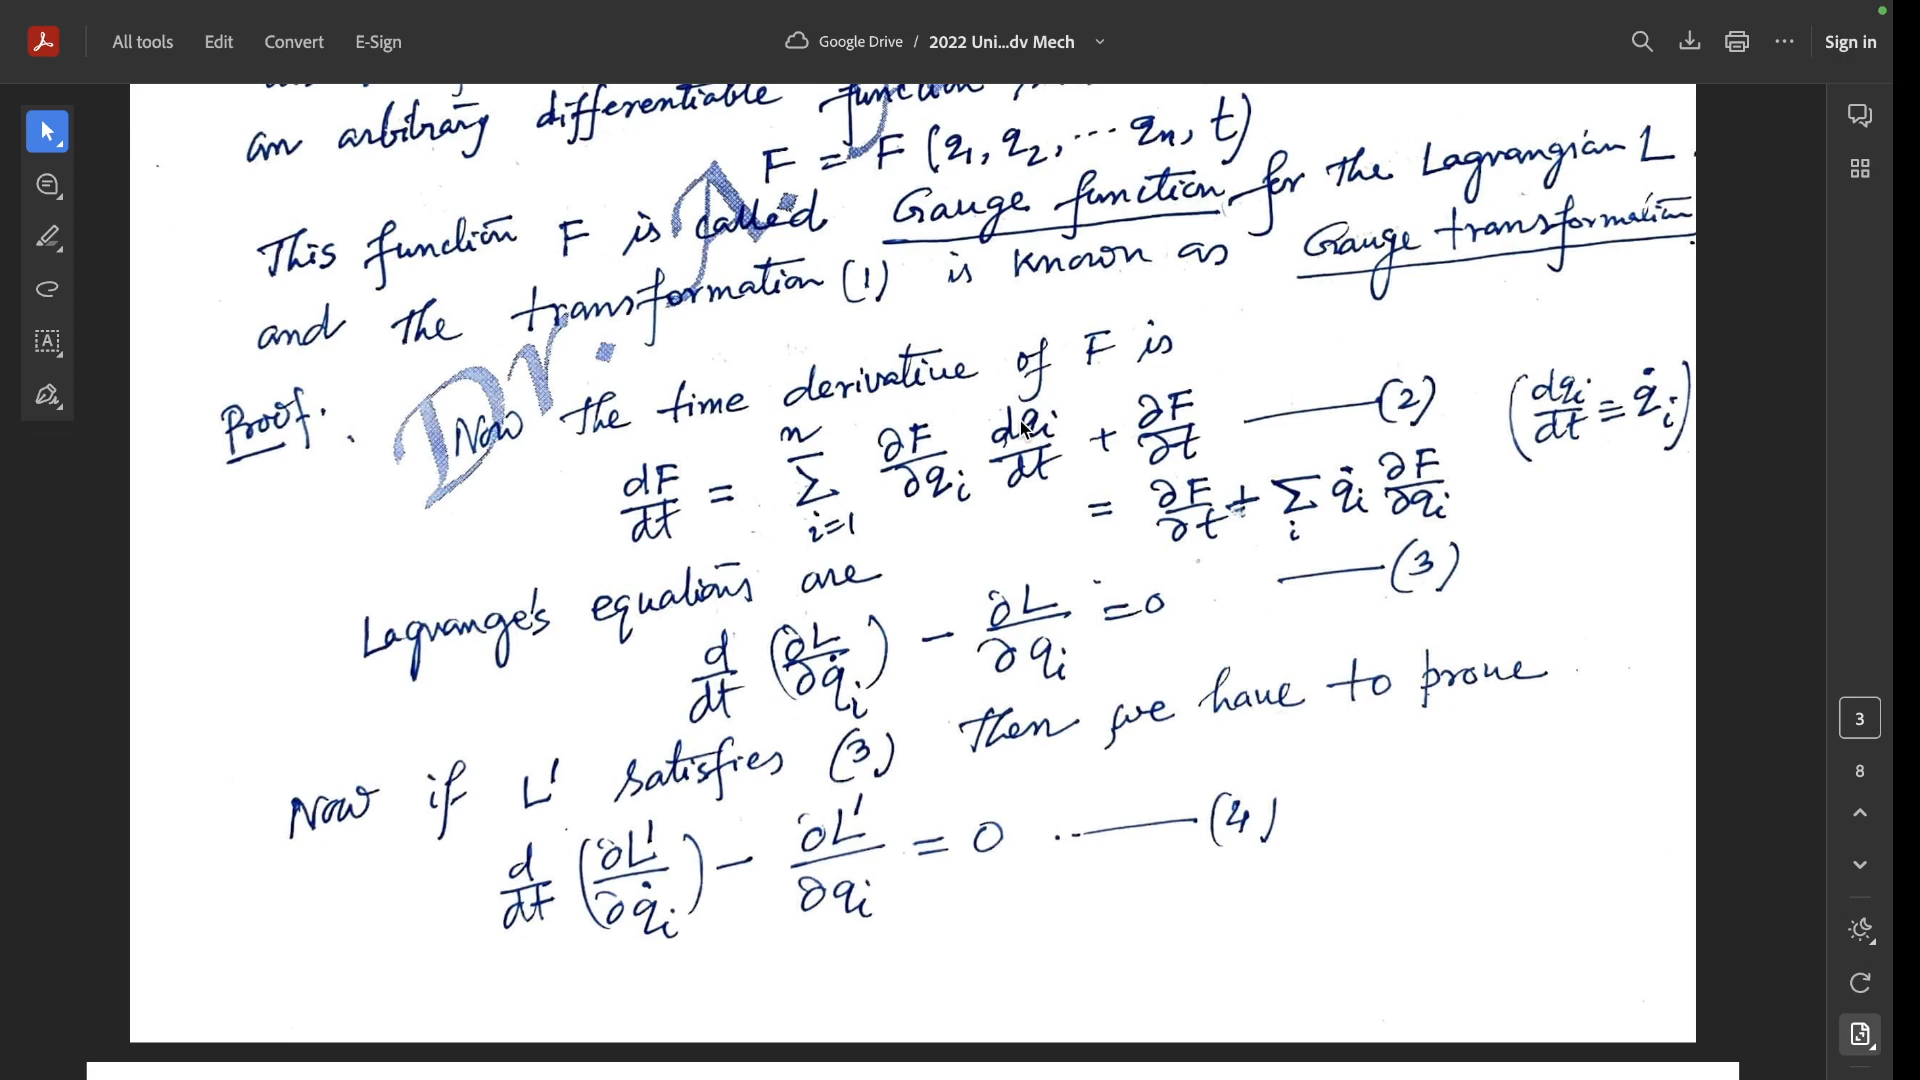 All tools Edit Convert E-Sign Google Drive / 2022 Uni...dv Mech Sign in
an arbitrary differentiable function
F = F (q₁, q₂, ··· qₙ, t)
This function F is called Gauge function for the Lagrangian L.
and the transformation (1) is known as Gauge transformation.
Proof. Now the time derivative of F is
dF/dt = Σ_{i=1}^{n} ∂F/∂qᵢ dqᵢ/dt + ∂F/∂t —(2) (dqᵢ/dt = q̇ᵢ)
= ∂F/∂t + Σᵢ q̇ᵢ ∂F/∂qᵢ
Lagrange's equations are
d/dt (∂L/∂q̇ᵢ) - ∂L/∂qᵢ = 0 —(3)
Now if L' satisfies (3) Then we have to prove
d/dt (∂L'/∂q̇ᵢ) - ∂L'/∂qᵢ = 0 ..—(4)
Dr.
3
8